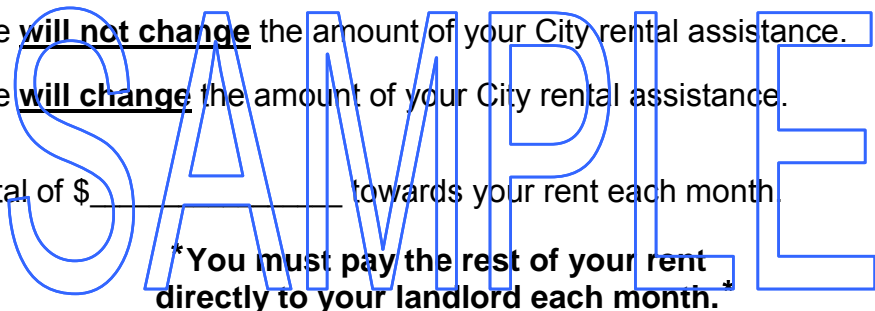 e will not change the amount of your City rental assistance.
e will change the amount of your City rental assistance.
tal of $_______________ towards your rent each month.
*You must pay the rest of your rent
directly to your landlord each month.*
SAMPLE